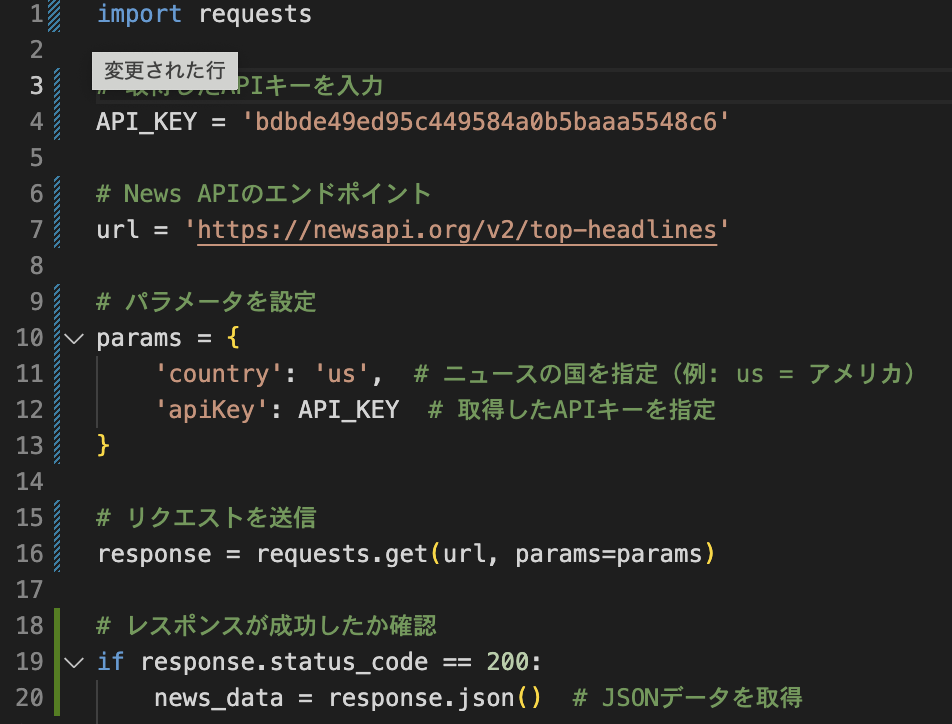 1 import requests
2
変更された行
3 # 取得したAPIキーを入力
4 API_KEY = 'bdbde49ed95c449584a0b5baaa5548c6'
5
6 # News APIのエンドポイント
7 url = 'https://newsapi.org/v2/top-headlines'
8
9 # パラメータを設定
10 params = {
11 'country': 'us',  # ニュースの国を指定（例: us = アメリカ）
12 'apiKey': API_KEY  # 取得したAPIキーを指定
13 }
14
15 # リクエストを送信
16 response = requests.get(url, params=params)
17
18 # レスポンスが成功したか確認
19 if response.status_code == 200:
20 news_data = response.json()  # JSONデータを取得